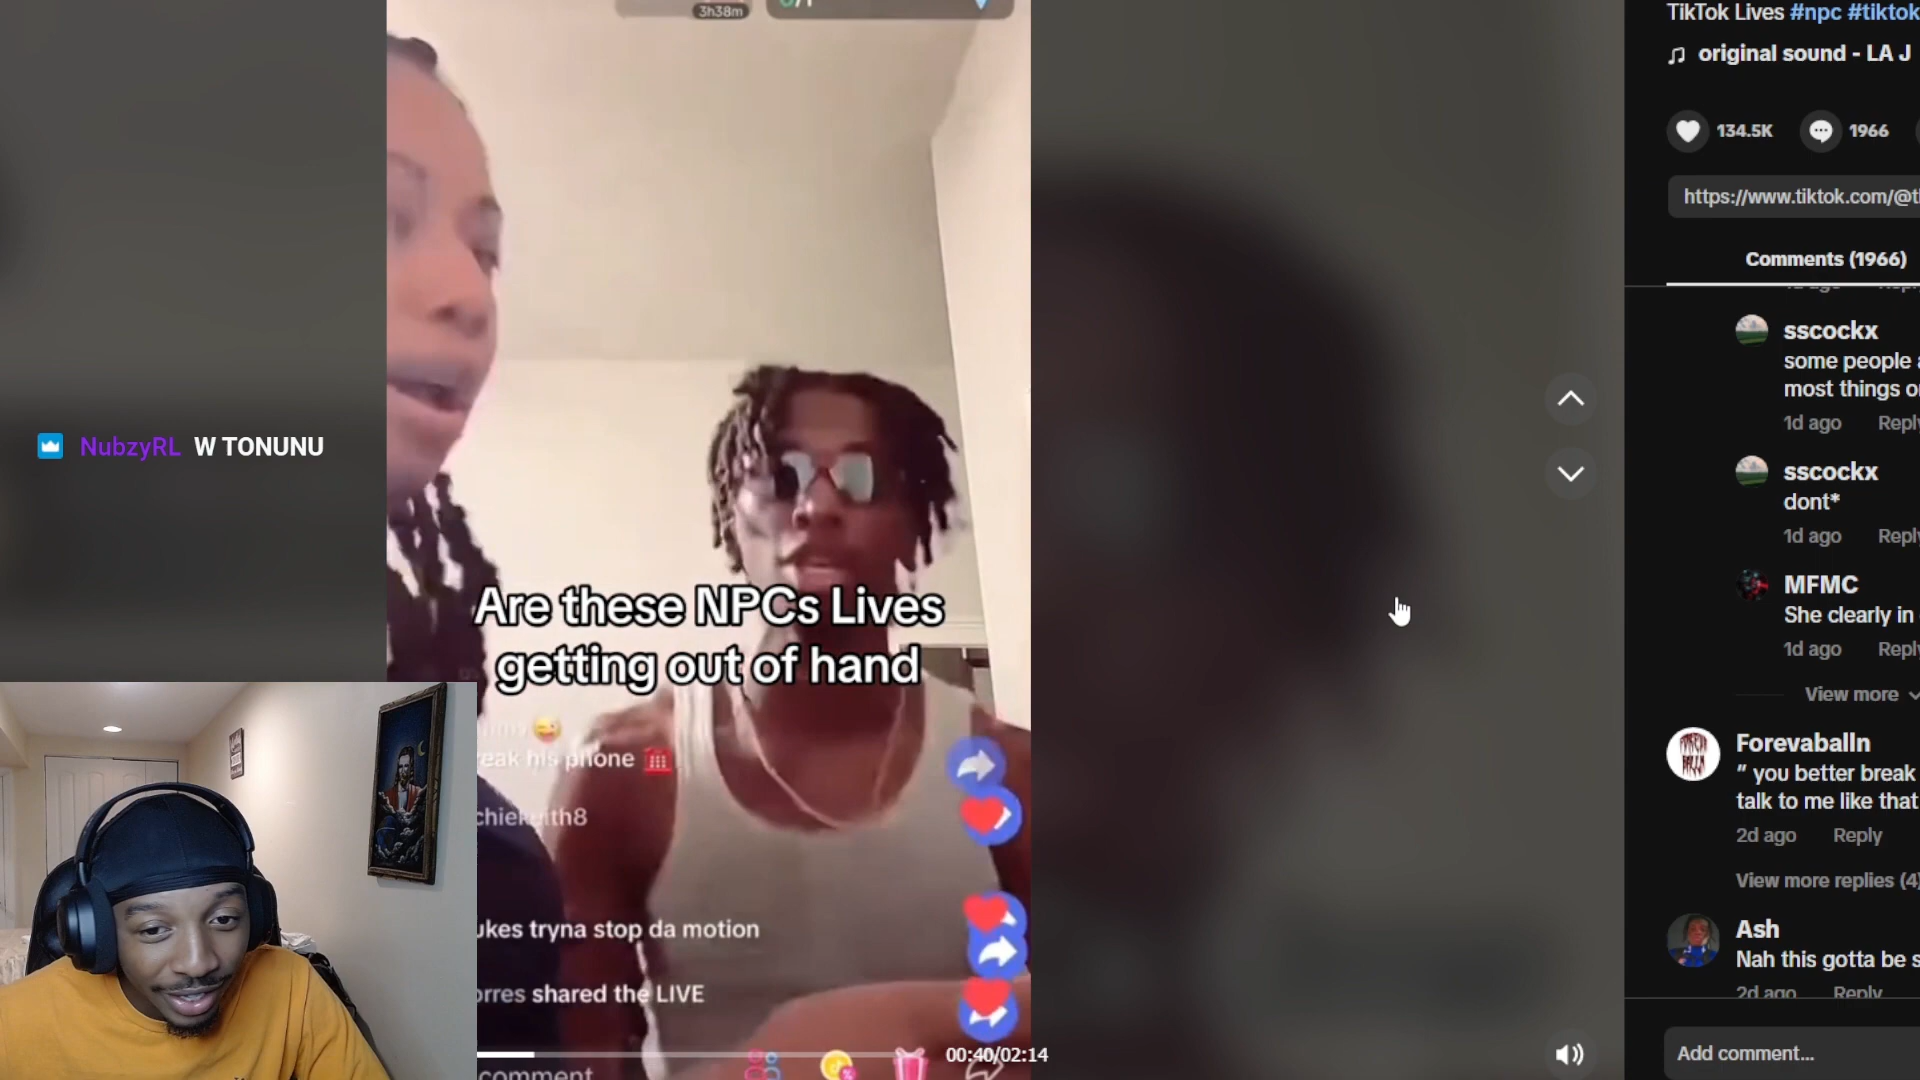 3h38m
TikTok Lives #npc #tiktok
original sound - LA J
134.5K 1966
https://www.tiktok.com/@t
Comments (1966)
sscockx
some people
most things
1d ago Reply
NubzyRL W TONUNU
sscockx
dont*
1d ago Reply
Are these NPCs Lives
getting out of hand
MFMC
She clearly in
1d ago Reply
View more
eak his phone
chiekeith8
Forevaballn
” you better break
talk to me like that
2d ago Reply
View more replies (4)
ukes tryna stop da motion
orres shared the LIVE
Ash
Nah this gotta be s
2d ago Reply
00:40/02:14
comment
Add comment...